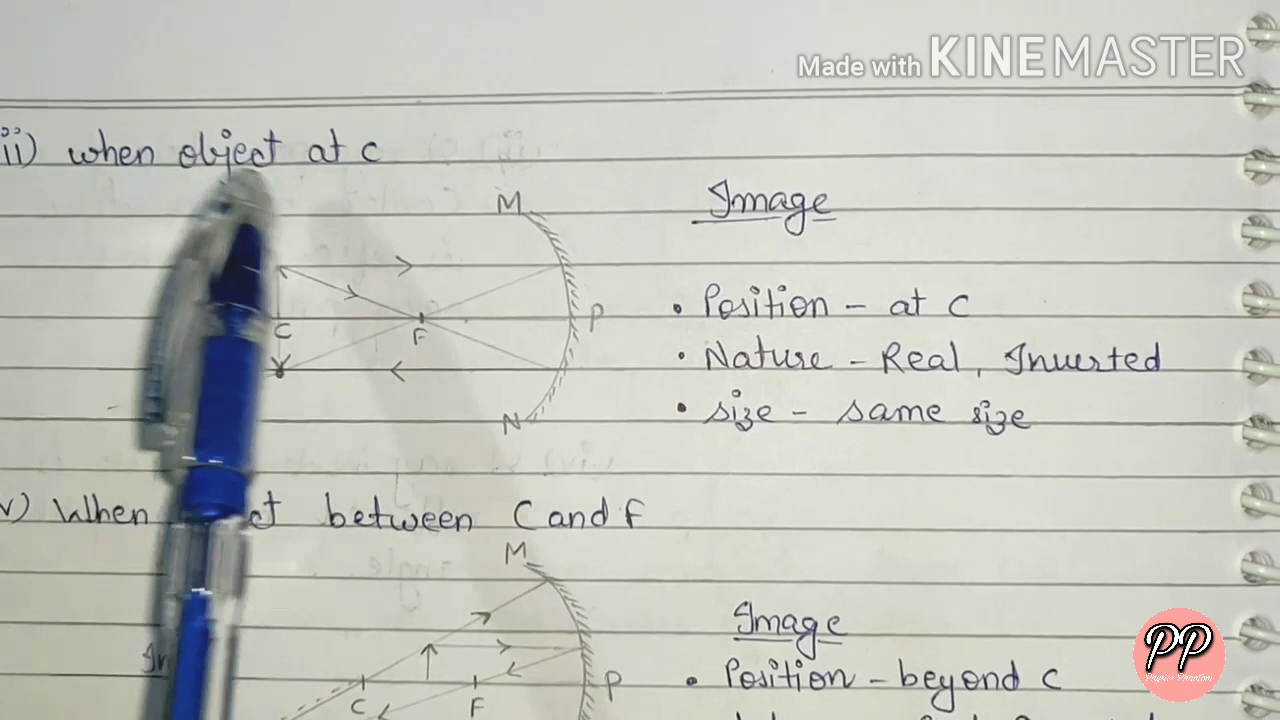 Made with KINEMASTER
ii) when object at C
M
Image
C
F
P
N
• Position - at C
• Nature - Real, Inverted
• size - same size
v) When ct between C and F
M
Image
C
F
P
• Position - beyond C
PP